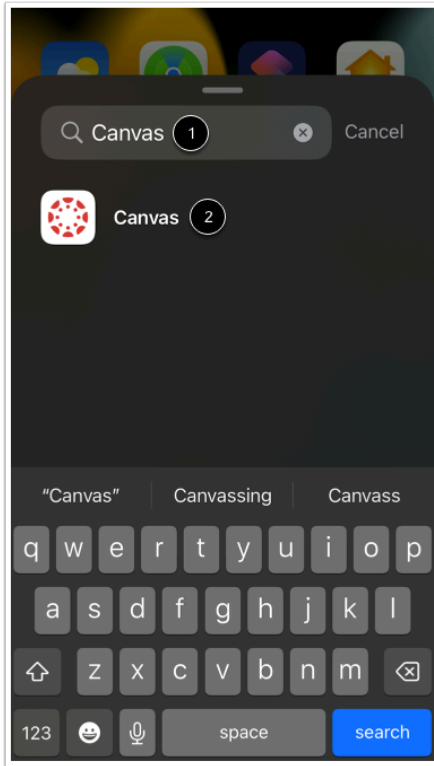 Canvas 1 Cancel
Canvas 2
“Canvas” Canvassing Canvass
q w e r t y u i o p
a s d f g h j k l
z x c v b n m
123 space search